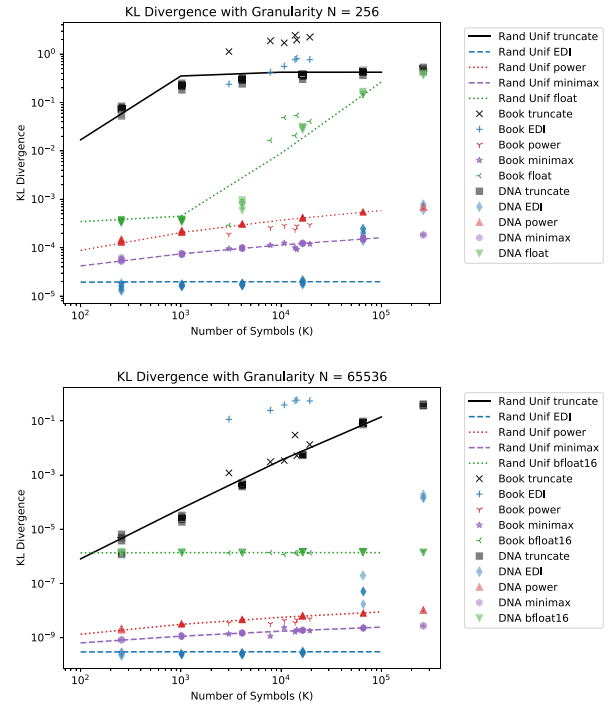 KL Divergence with Granularity N = 256
KL Divergence
10^0
10^-1
10^-2
10^-3
10^-4
10^-5
10^2
10^3
10^4
10^5
Number of Symbols (K)
Rand Unif truncate
Rand Unif EDI
Rand Unif power
Rand Unif minimax
Rand Unif float
Book truncate
Book EDI
Book power
Book minimax
Book float
DNA truncate
DNA EDI
DNA power
DNA minimax
DNA float
KL Divergence with Granularity N = 65536
KL Divergence
10^-1
10^-3
10^-5
10^-7
10^-9
10^2
10^3
10^4
10^5
Number of Symbols (K)
Rand Unif truncate
Rand Unif EDI
Rand Unif power
Rand Unif minimax
Rand Unif bfloat16
Book truncate
Book EDI
Book power
Book minimax
Book bfloat16
DNA truncate
DNA EDI
DNA power
DNA minimax
DNA bfloat16